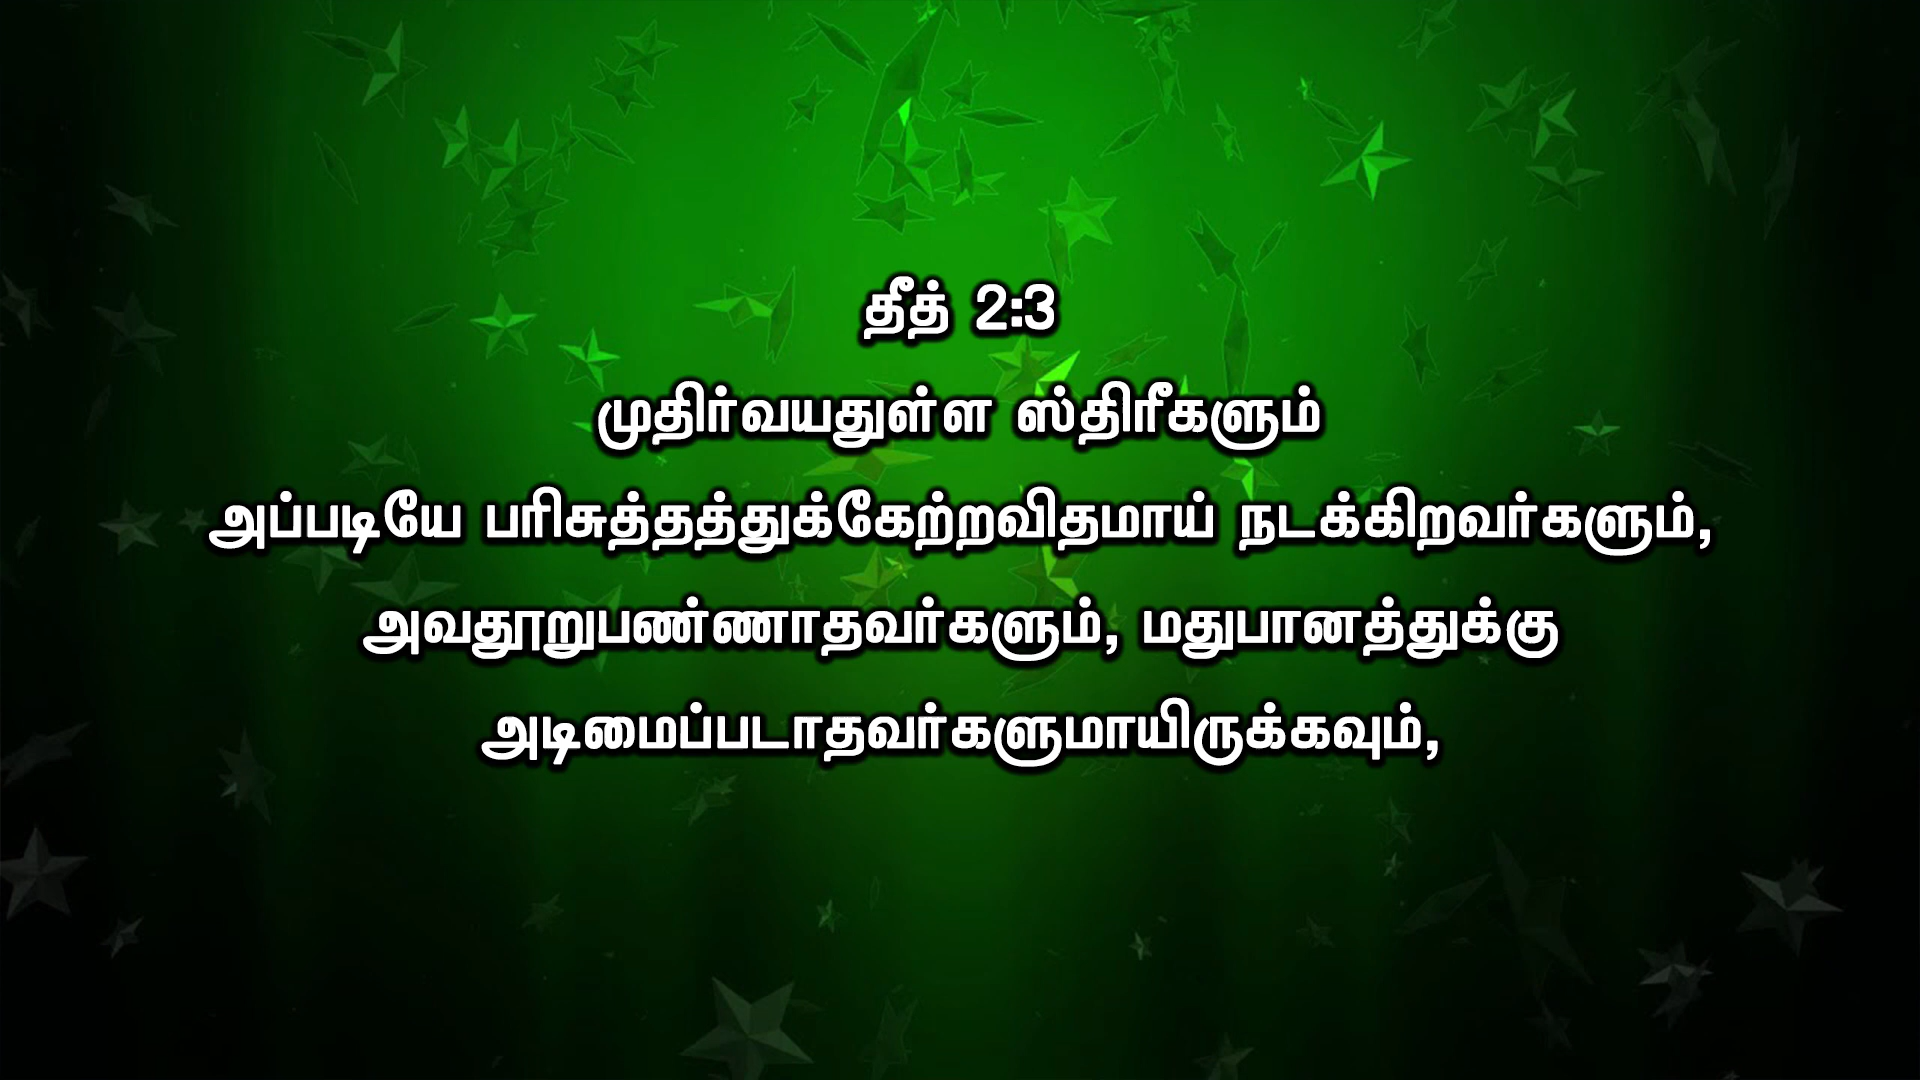 தீத் 2:3
முதிர்வயதுள்ள ஸ்திரீகளும்
அப்படியே பரிசுத்தத்துக்கேற்றவிதமாய் நடக்கிறவர்களும்,
அவதூறுபண்ணாதவர்களும், மதுபானத்துக்கு
அடிமைப்படாதவர்களுமாயிருக்கவும்,